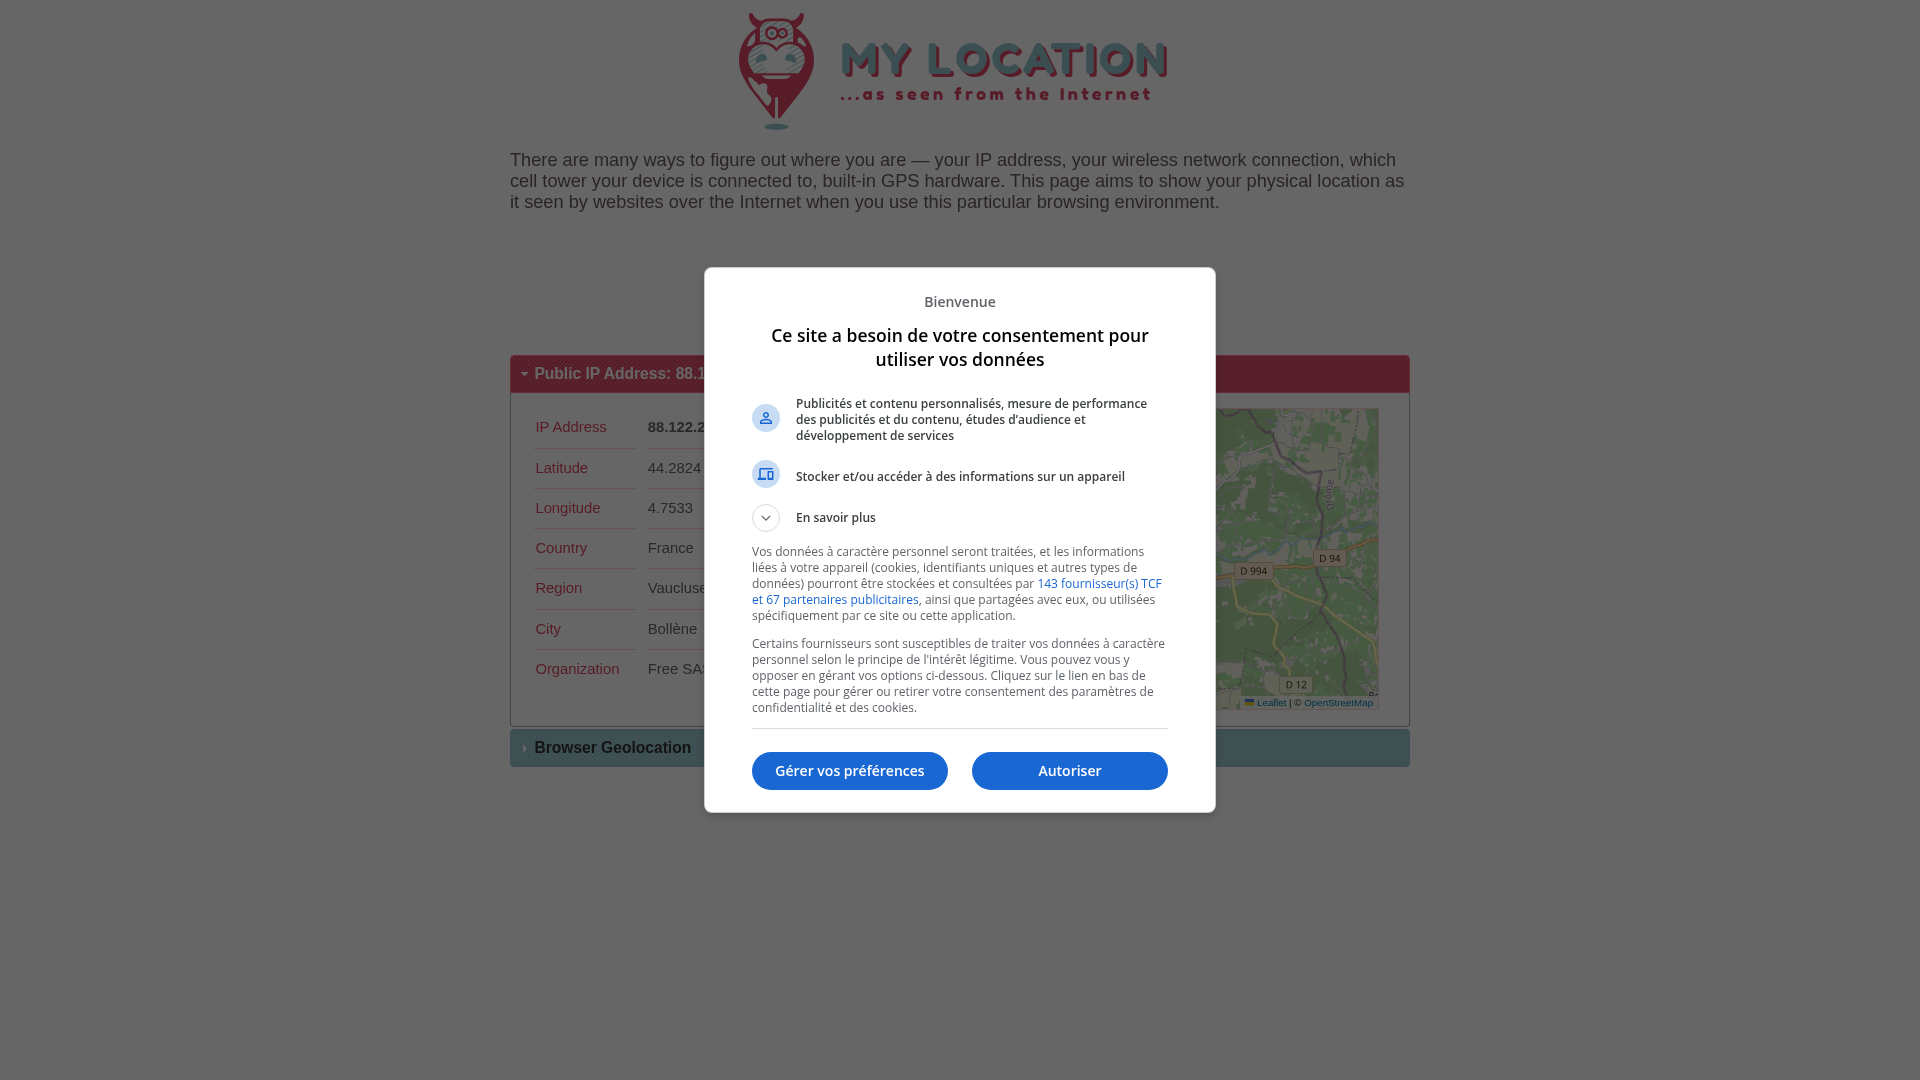 MY LOCATION
...as seen from the Internet
There are many ways to figure out where you are — your IP address, your wireless network connection, which
cell tower your device is connected to, built-in GPS hardware. This page aims to show your physical location as
it seen by websites over the Internet when you use this particular browsing environment.
Bienvenue
Ce site a besoin de votre consentement pour
utiliser vos données
Publicités et contenu personnalisés, mesure de performance
des publicités et du contenu, études d’audience et
développement de services
Stocker et/ou accéder à des informations sur un appareil
En savoir plus
Vos données à caractère personnel seront traitées, et les informations
liées à votre appareil (cookies, identifiants uniques et autres types de
données) pourront être stockées et consultées par 143 fournisseur(s) TCF
et 67 partenaires publicitaires, ainsi que partagées avec eux, ou utilisées
spécifiquement par ce site ou cette application.
Certains fournisseurs sont susceptibles de traiter vos données à caractère
personnel selon le principe de l'intérêt légitime. Vous pouvez vous y
opposer en gérant vos options ci-dessous. Cliquez sur le lien en bas de
cette page pour gérer ou retirer votre consentement des paramètres de
confidentialité et des cookies.
Gérer vos préférences
Autoriser
Public IP Address: 88.1
IP Address 88.122.2
Latitude 44.2824
Longitude 4.7533
Country France
Region Vaucluse
City Bollène
Organization Free SA
Drôme
D 94
D 994
D 12
Leaflet | © OpenStreetMap
Browser Geolocation